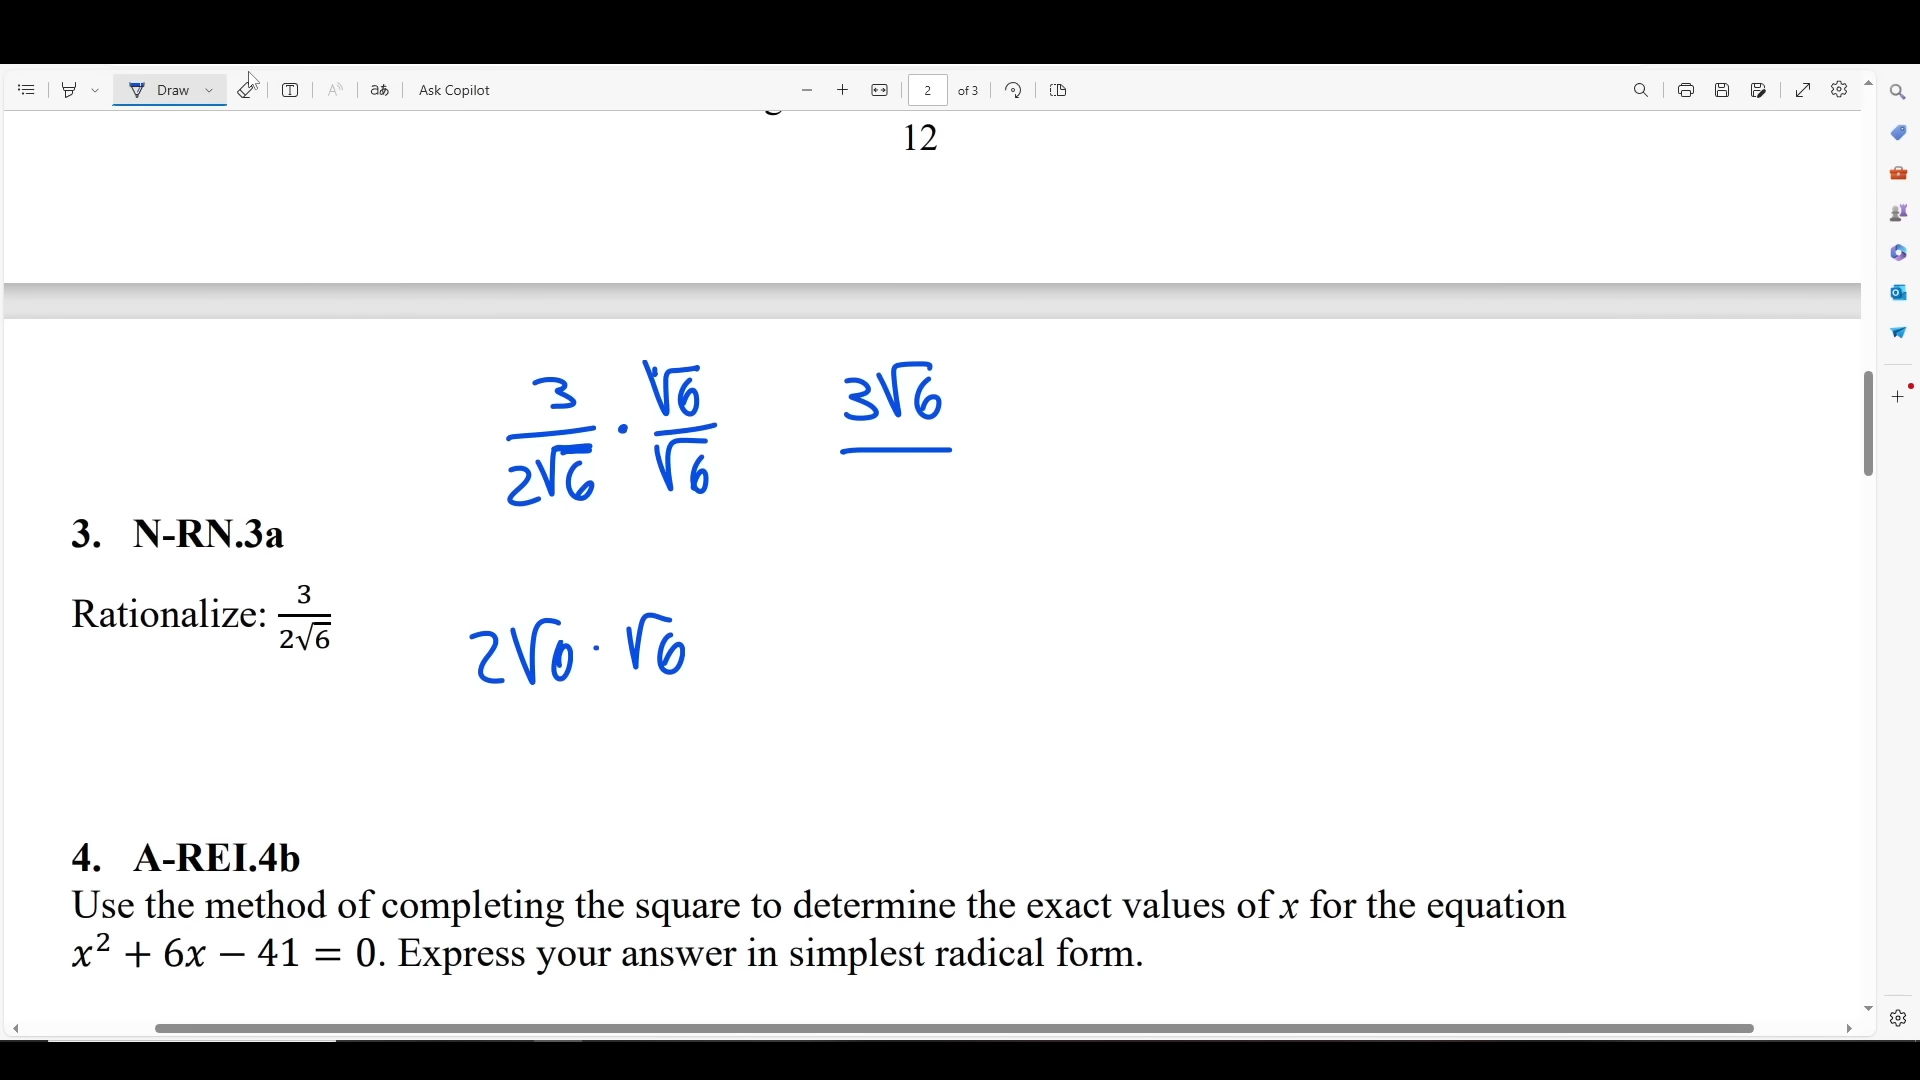 Draw
Ask Copilot
2 of 3
12
3/(2√6) · √6/√6    3√6
3. N-RN.3a
Rationalize: 3/(2√6)
2√6 · √6
4. A-REI.4b
Use the method of completing the square to determine the exact values of x for the equation
x² + 6x − 41 = 0. Express your answer in simplest radical form.